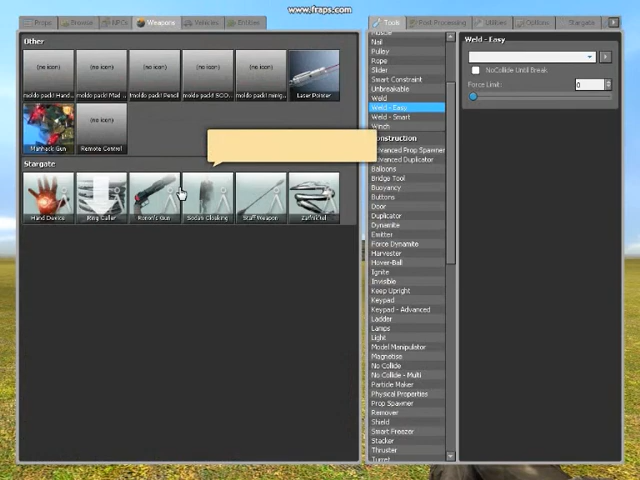 www.fraps.com
Props
Browse
NPCs
Weapons
Vehicles
Entities
Tools
Post Processing
Utilities
Options
Stargate
Other
(no icon)
(no icon)
(no icon)
(no icon)
(no icon)
Laser Pointer
Manhack Gun
(no icon)
Remote Control
Stargate
Hand Device
Ring Caller
Ronon's Gun
Sodan Cloaking
Staff Weapon
Zat'nik'tel
Muscle
Nail
Pulley
Rope
Slider
Smart Constraint
Unbreakable
Weld
Weld - Easy
Weld - Smart
Winch
Construction
Advanced Prop Spawner
Advanced Duplicator
Balloons
Bridge Tool
Buoyancy
Buttons
Door
Duplicator
Dynamite
Emitter
Force Dynamite
Harvester
Hover-Ball
Ignite
Invisible
Keep Upright
Keypad
Keypad - Advanced
Ladder
Lamps
Light
Model Manipulator
Magnetise
No Collide
No Collide - Multi
Particle Maker
Physical Properties
Prop Spawner
Remover
Shield
Smart Freezer
Stacker
Thruster
Turret
Weld - Easy
NoCollide Until Break
Force Limit:
0